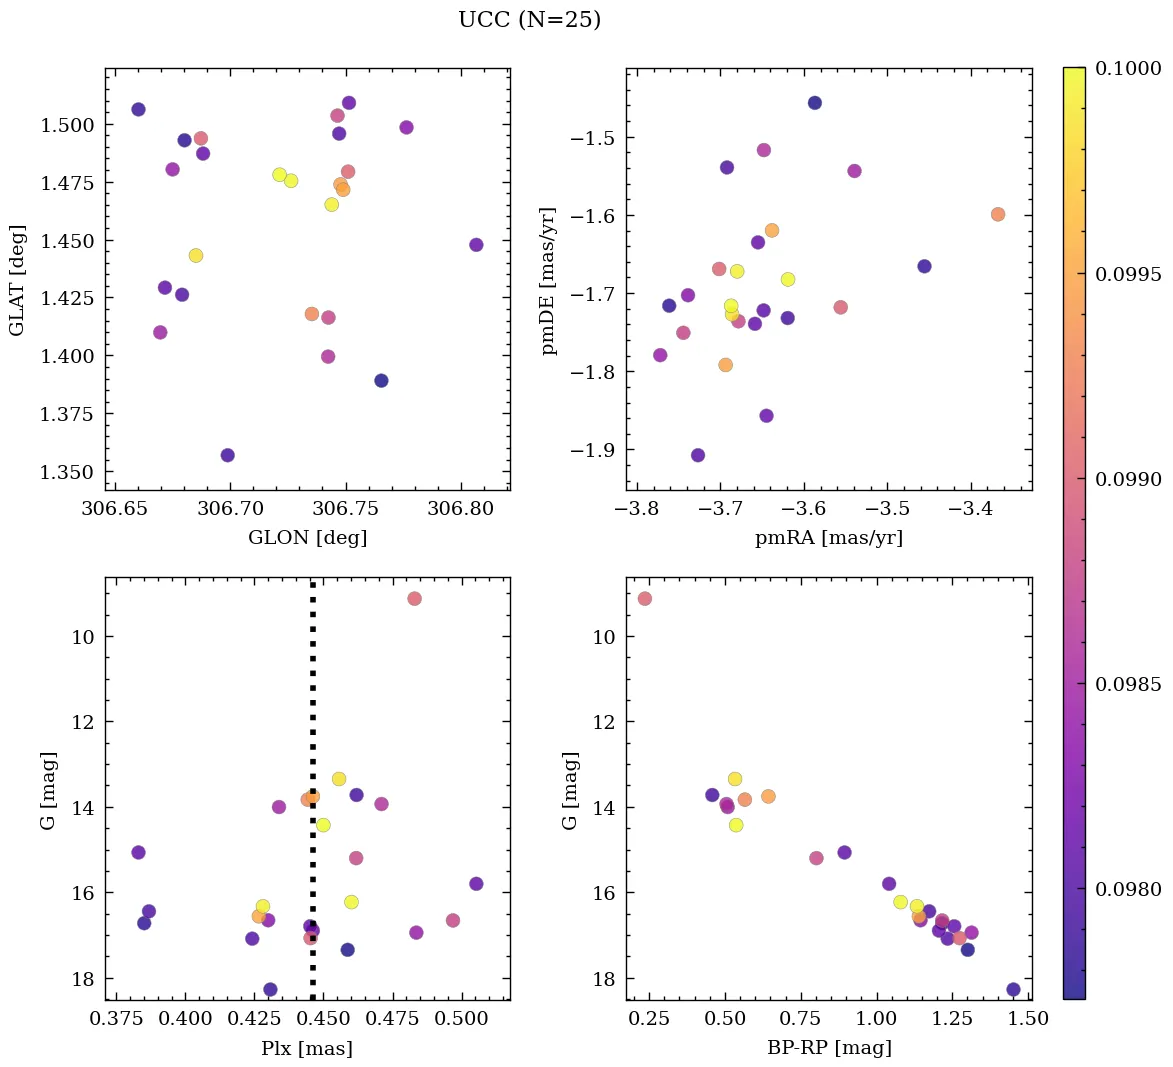 UCC (N=25)
1.500
1.475
1.450
1.425
1.400
1.375
1.350
GLAT [deg]
306.65 306.70 306.75 306.80
GLON [deg]
−1.5
−1.6
−1.7
−1.8
−1.9
pmDE [mas/yr]
−3.8 −3.7 −3.6 −3.5 −3.4
pmRA [mas/yr]
10
12
14
16
18
G [mag]
0.375 0.400 0.425 0.450 0.475 0.500
Plx [mas]
10
12
14
16
18
G [mag]
0.25 0.50 0.75 1.00 1.25 1.50
BP-RP [mag]
0.1000
0.0995
0.0990
0.0985
0.0980